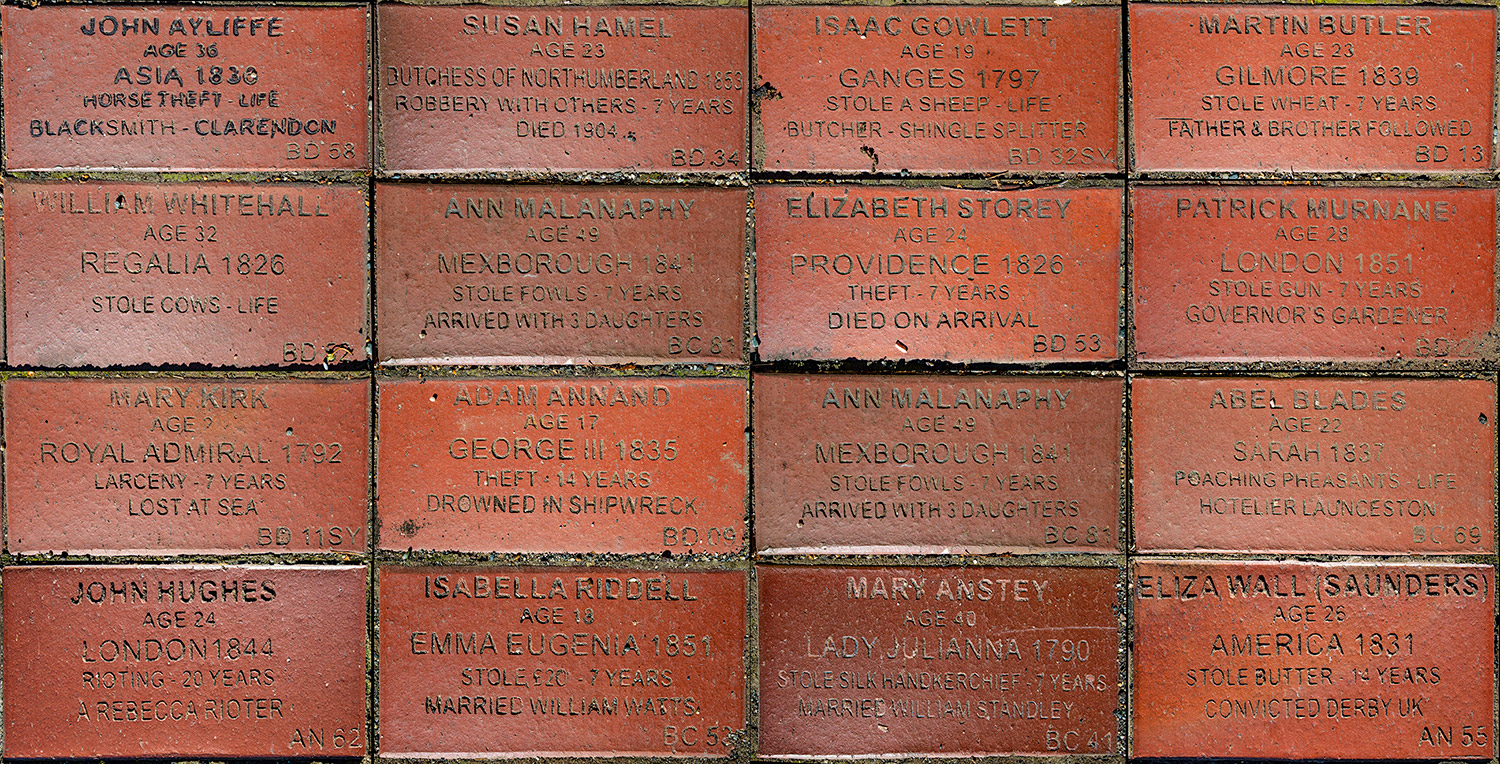 JOHN AYLIFFE
AGE 36
ASIA 1830
HORSE THEFT - LIFE
BLACKSMITH - CLARENDON
BD 58
SUSAN HAMEL
AGE 23
DUTCHESS OF NORTHUMBERLAND 1853
ROBBERY WITH OTHERS - 7 YEARS
DIED 1904
BD 34
ISAAC GOWLETT
AGE 19
GANGES 1797
STOLE A SHEEP - LIFE
BUTCHER - SHINGLE SPLITTER
BD 32SY
MARTIN BUTLER
AGE 23
GILMORE 1839
STOLE WHEAT - 7 YEARS
FATHER & BROTHER FOLLOWED
BD 13
WILLIAM WHITEHALL
AGE 32
REGALIA 1826
STOLE COWS - LIFE
BD
ANN MALANAPHY
AGE 49
MEXBOROUGH 1841
STOLE FOWLS - 7 YEARS
ARRIVED WITH 3 DAUGHTERS
BC 81
ELIZABETH STOREY
AGE 24
PROVIDENCE 1826
THEFT - 7 YEARS
DIED ON ARRIVAL
BD 53
PATRICK MURNANE
AGE 28
LONDON 1851
STOLE GUN - 7 YEARS
GOVERNOR'S GARDENER
BD
MARY KIRK
AGE
ROYAL ADMIRAL 1792
LARCENY - 7 YEARS
LOST AT SEA
BD 11SY
ADAM ANNAND
AGE 17
GEORGE III 1835
THEFT - 14 YEARS
DROWNED IN SHIPWRECK
BD 09
ANN MALANAPHY
AGE 49
MEXBOROUGH 1841
STOLE FOWLS - 7 YEARS
ARRIVED WITH 3 DAUGHTERS
BC 81
ABEL BLADES
AGE 22
SARAH 1837
POACHING PHEASANTS - LIFE
HOTELIER LAUNCESTON
BC 69
JOHN HUGHES
AGE 24
LONDON 1844
RIOTING - 20 YEARS
A REBECCA RIOTER
AN 62
ISABELLA RIDDELL
AGE 18
EMMA EUGENIA 1851
STOLE £20 - 7 YEARS
MARRIED WILLIAM WATTS
BC 52
MARY ANSTEY
AGE 40
LADY JULIANNA 1790
STOLE SILK HANDKERCHIEF - 7 YEARS
MARRIED WILLIAM STANDLEY
BC 41
ELIZA WALL (SAUNDERS)
AGE 26
AMERICA 1831
STOLE BUTTER - 14 YEARS
CONVICTED DERBY UK
AN 55